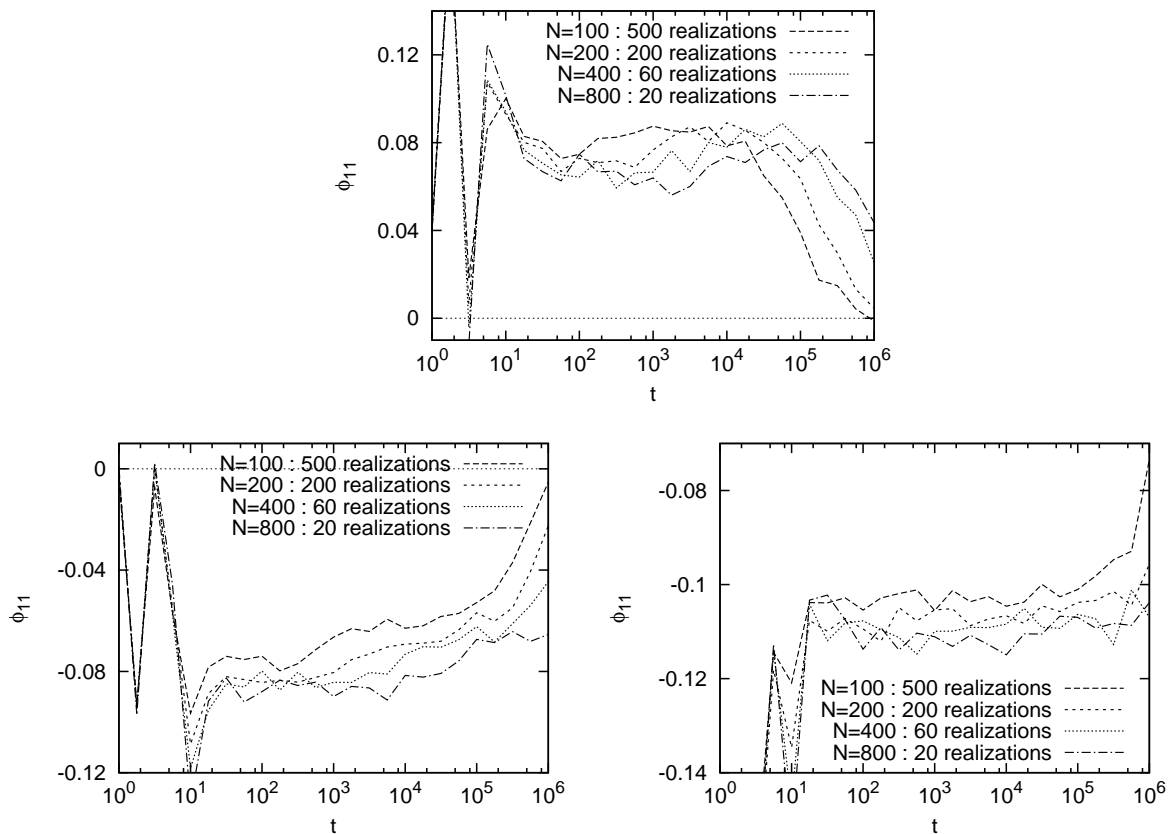 N=100 : 500 realizations
N=200 : 200 realizations
N=400 : 60 realizations
N=800 : 20 realizations
0.12
0.08
0.04
0
ϕ11
10^0
10^1
10^2
10^3
10^4
10^5
10^6
t
N=100 : 500 realizations
N=200 : 200 realizations
N=400 : 60 realizations
N=800 : 20 realizations
0
-0.04
-0.08
-0.12
ϕ11
10^0
10^1
10^2
10^3
10^4
10^5
10^6
t
-0.08
-0.1
-0.12
-0.14
ϕ11
N=100 : 500 realizations
N=200 : 200 realizations
N=400 : 60 realizations
N=800 : 20 realizations
10^0
10^1
10^2
10^3
10^4
10^5
10^6
t